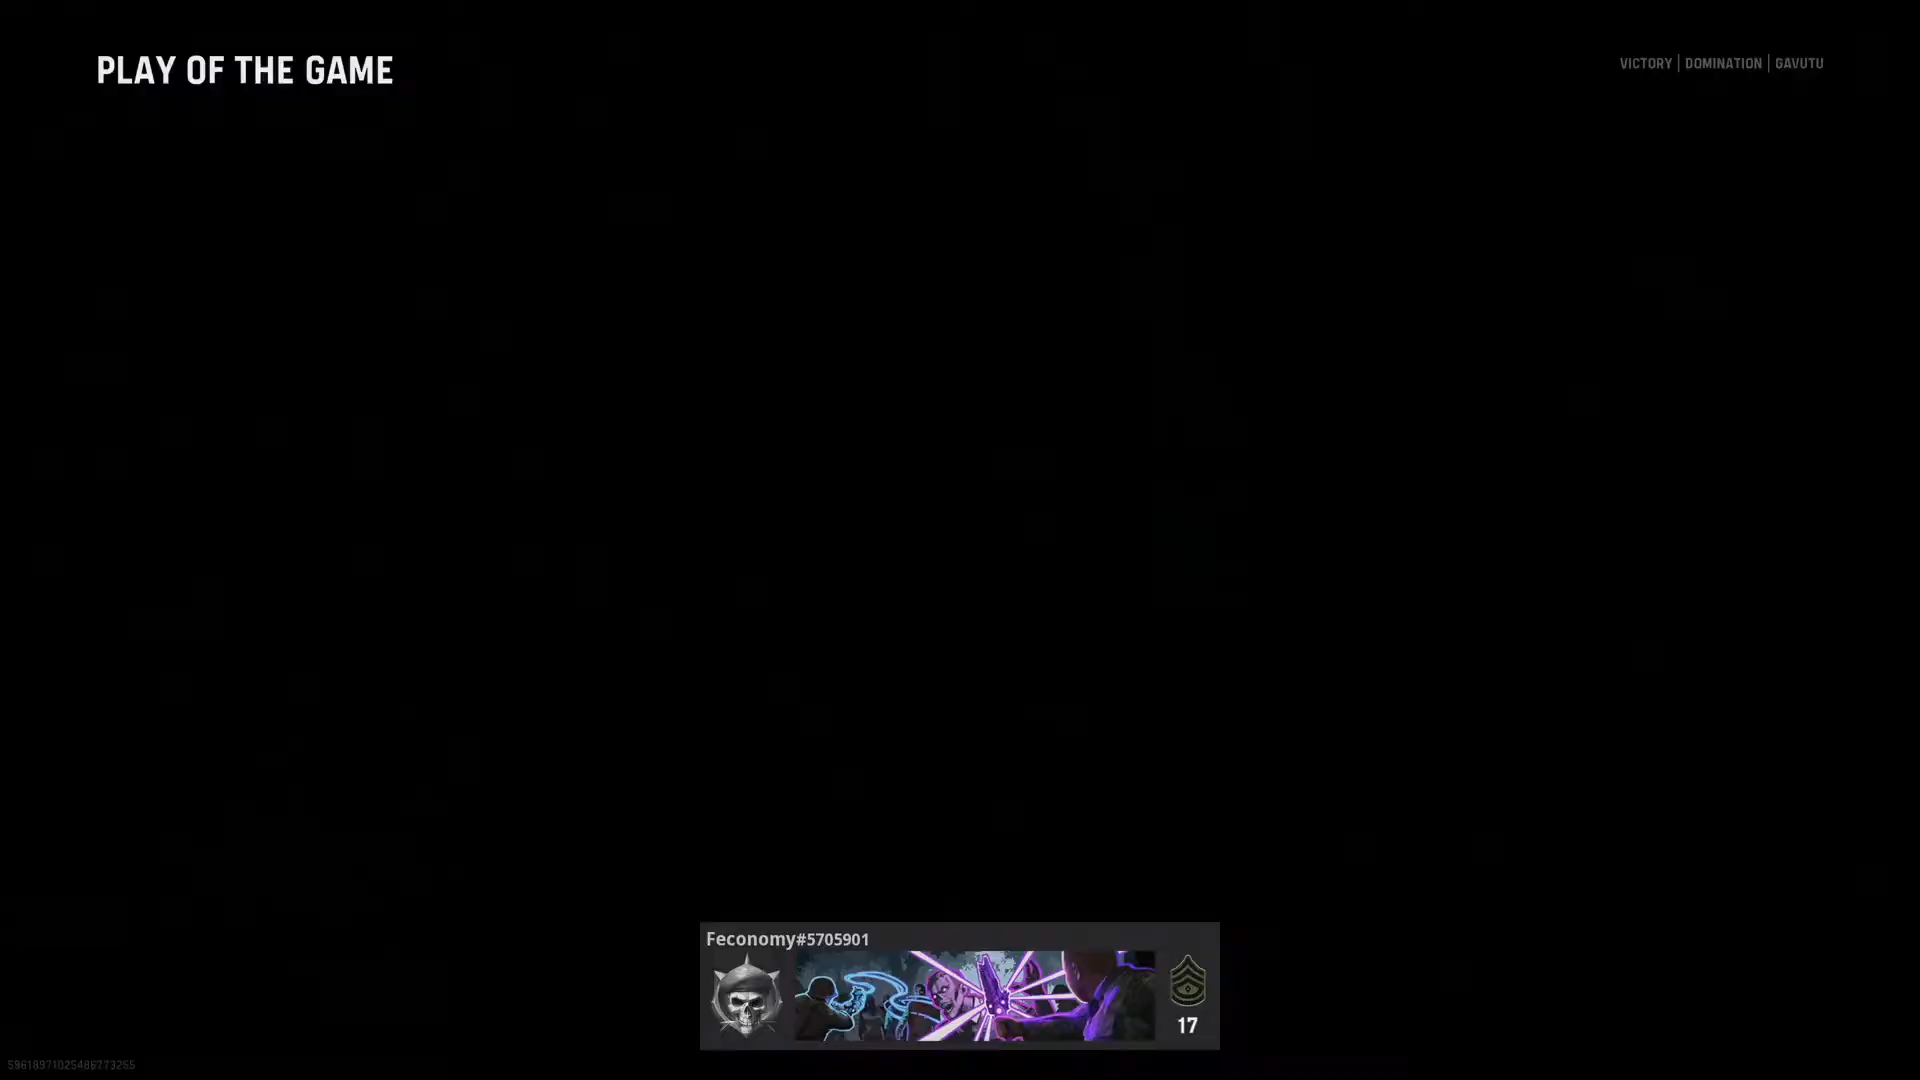 PLAY OF THE GAME
VICTORY | DOMINATION | GAVUTU
Feconomy#5705901
17